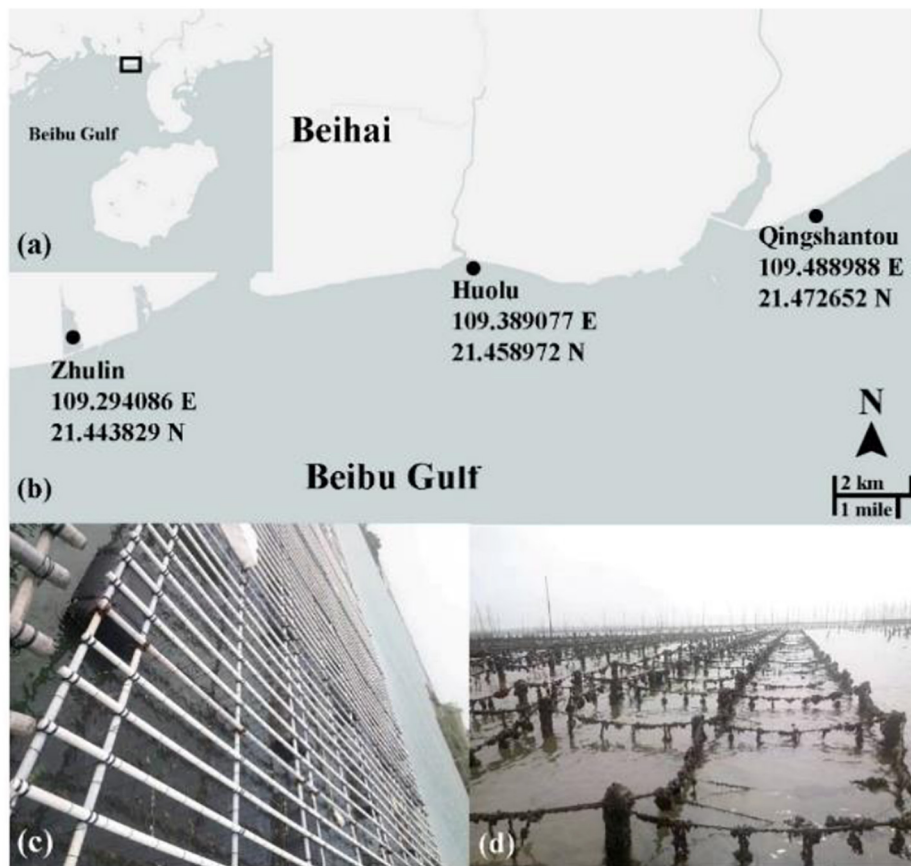 Beibu Gulf
(a)
Beihai
Qingshantou
109.488988 E
21.472652 N
Huolu
109.389077 E
21.458972 N
Zhulin
109.294086 E
21.443829 N
N
2 km
1 mile
(b)
Beibu Gulf
(c)
(d)